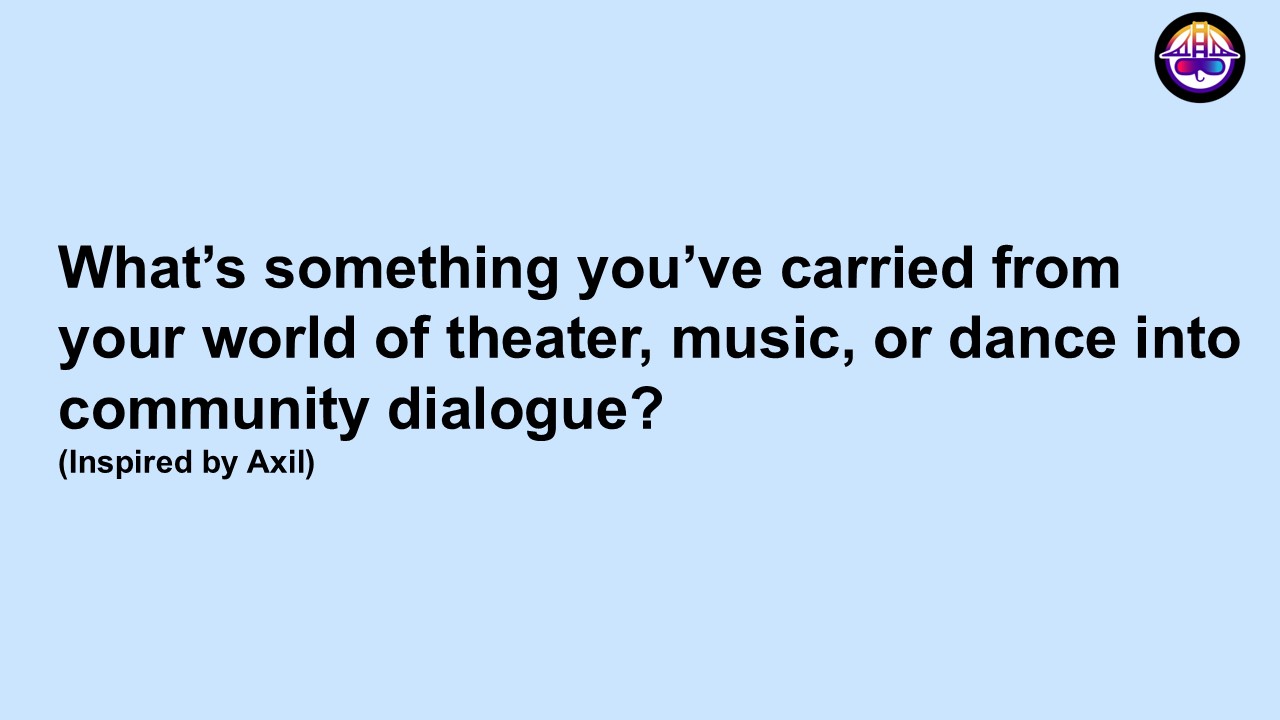 What’s something you’ve carried from
your world of theater, music, or dance into
community dialogue?
(Inspired by Axil)